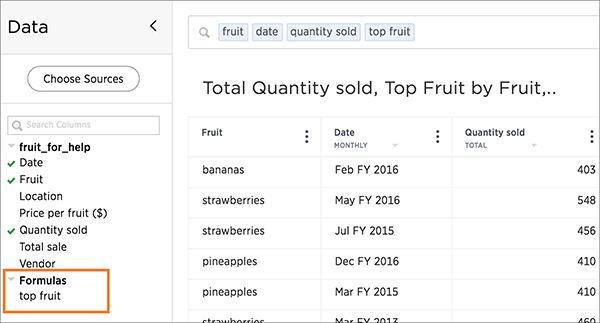 Data
Choose Sources
Search Columns
fruit_for_help
Date
Fruit
Location
Price per fruit ($)
Quantity sold
Total sale
Vendor
Formulas
top fruit
fruit date quantity sold top fruit
Total Quantity sold, Top Fruit by Fruit,..
Fruit Date Quantity sold
MONTHLY TOTAL
bananas Feb FY 2016 403
strawberries May FY 2016 548
strawberries Jul FY 2015 456
pineapples Dec FY 2016 410
pineapples Mar FY 2015 410
strawberries Mar FY 2013 460